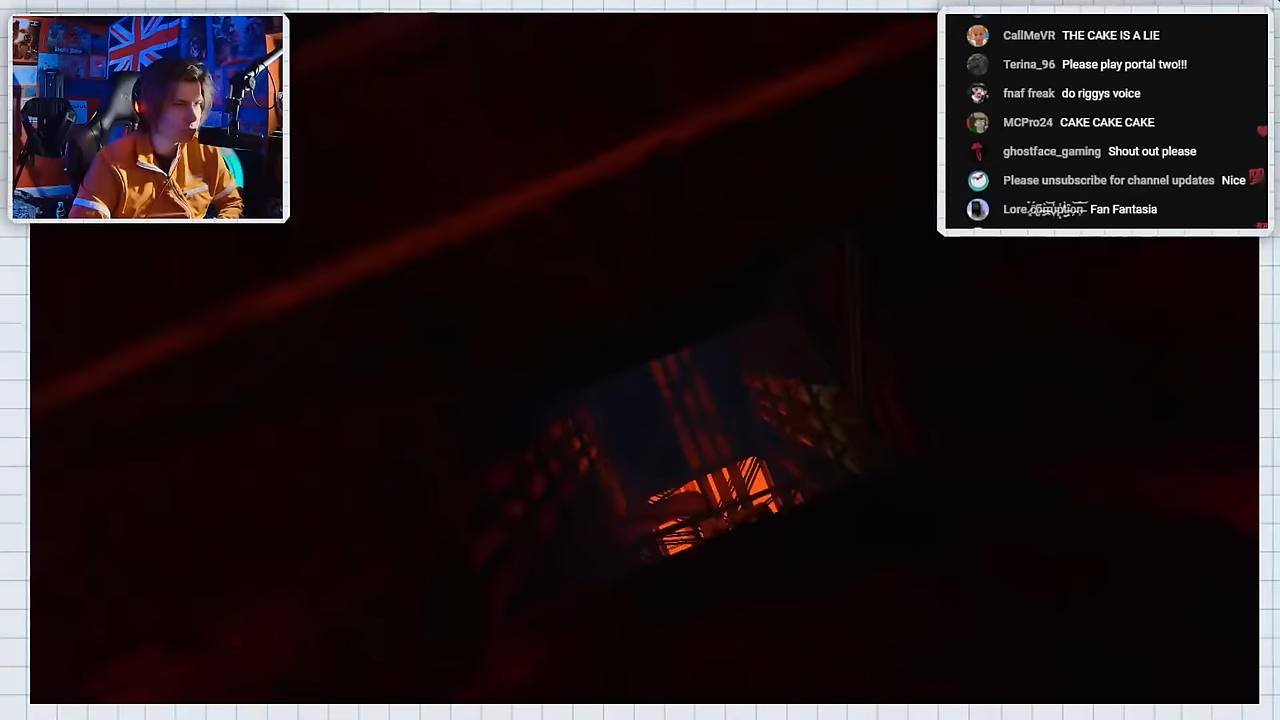 CallMeVR THE CAKE IS A LIE
Terina_96 Please play portal two!!!
fnaf freak do riggys voice
MCPro24 CAKE CAKE CAKE
ghostface_gaming Shout out please
Please unsubscribe for channel updates Nice 💯
Fan Fantasia